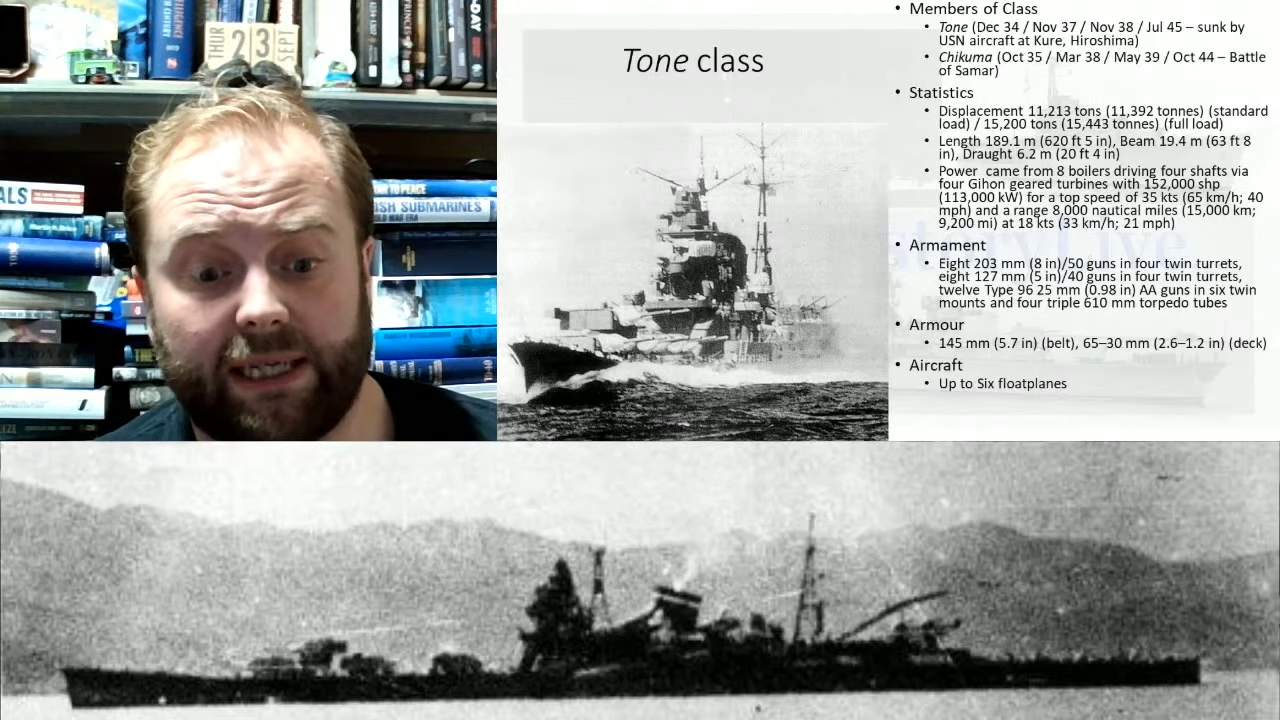 THUR 23 SEPT
ALS
TO PEACE
ISH SUBMARINES
WAR ERA
Tone class
• Members of Class
• Tone (Dec 34 / Nov 37 / Nov 38 / Jul 45 – sunk by
USN aircraft at Kure, Hiroshima)
• Chikuma (Oct 35 / Mar 38 / May 39 / Oct 44 – Battle
of Samar)
• Statistics
• Displacement 11,213 tons (11,392 tonnes) (standard
load) / 15,200 tons (15,443 tonnes) (full load)
• Length 189.1 m (620 ft 5 in), Beam 19.4 m (63 ft 8
in), Draught 6.2 m (20 ft 4 in)
• Power came from 8 boilers driving four shafts via
four Gihon geared turbines with 152,000 shp
(113,000 kW) for a top speed of 35 kts (65 km/h; 40
mph) and a range 8,000 nautical miles (15,000 km;
9,200 mi) at 18 kts (33 km/h; 21 mph)
• Armament
• Eight 203 mm (8 in)/50 guns in four twin turrets,
eight 127 mm (5 in)/40 guns in four twin turrets,
twelve Type 96 25 mm (0.98 in) AA guns in six twin
mounts and four triple 610 mm torpedo tubes
• Armour
• 145 mm (5.7 in) (belt), 65–30 mm (2.6–1.2 in) (deck)
• Aircraft
• Up to Six floatplanes